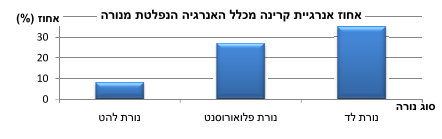 אחוז אנרגיית קרינה מכלל האנרגיה הנפלטת מנורה
אחוז (%)
30
20
10
0
נורת להט
נורת פלואורוסנט
נורת לד
סוג נורה